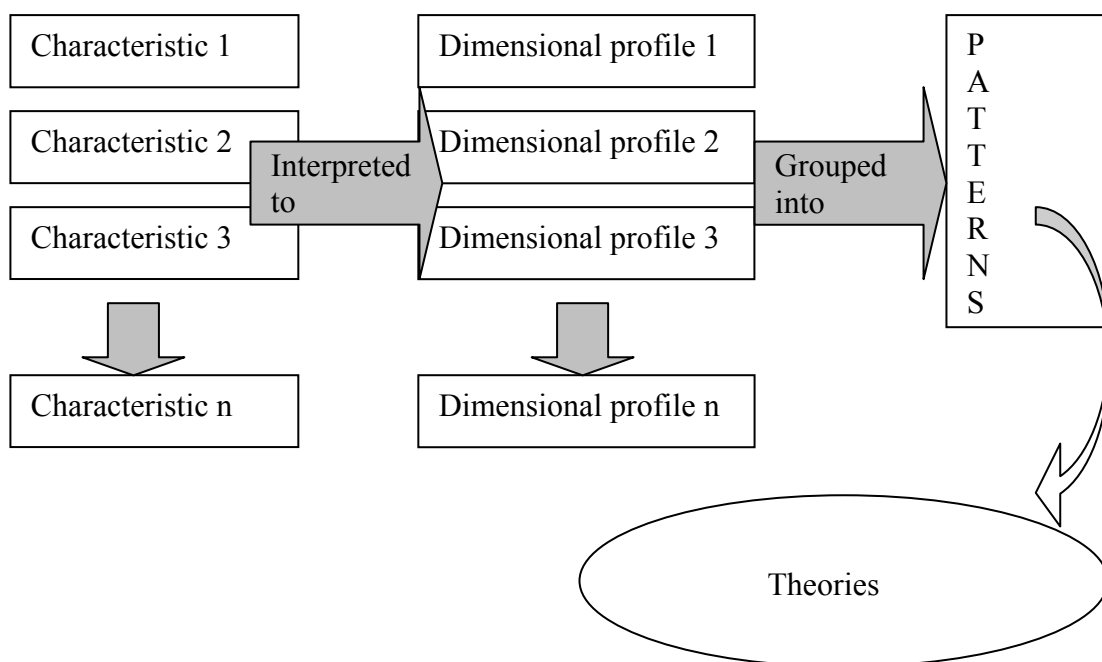 Characteristic 1
Characteristic 2
Characteristic 3
Characteristic n
Interpreted
to
Dimensional profile 1
Dimensional profile 2
Dimensional profile 3
Dimensional profile n
Grouped
into
P
A
T
T
E
R
N
S
Theories